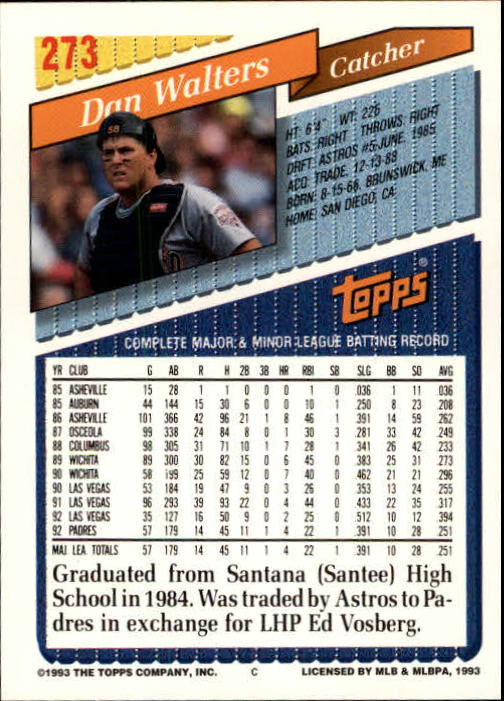 273
Dan Walters
Catcher
58
HT: 6'4" WT: 225
BATS: RIGHT THROWS: RIGHT
DRFT: ASTROS #5-JUNE, 1985
ACQ: TRADE, 12-13-88
BORN: 8-15-66, BRUNSWICK, ME
HOME: SAN DIEGO, CA
TOPPS®
COMPLETE MAJOR & MINOR LEAGUE BATTING RECORD
YR CLUB G AB R H 2B 3B HR RBI SB SLG BB SO AVG
85 ASHEVILLE 15 28 1 1 0 0 0 1 0 .036 1 11 .036
85 AUBURN 44 144 15 30 6 0 0 10 1 .250 8 23 .208
86 ASHEVILLE 101 366 42 96 21 1 8 46 1 .391 14 59 .262
87 OSCEOLA 99 338 24 84 8 0 1 30 3 .281 33 42 .249
88 COLUMBUS 98 305 31 71 10 1 7 28 1 .341 26 42 .233
89 WICHITA 89 300 30 82 15 0 6 45 0 .383 25 31 .273
90 WICHITA 58 199 25 59 12 0 7 40 0 .462 21 21 .296
90 LAS VEGAS 53 184 19 47 9 0 3 26 0 .353 13 24 .255
91 LAS VEGAS 96 293 39 93 22 0 4 44 0 .433 22 35 .317
92 LAS VEGAS 35 127 16 50 9 0 2 25 0 .512 10 12 .394
92 PADRES 57 179 14 45 11 1 4 22 1 .391 10 28 .251
MAJ. LEA. TOTALS 57 179 14 45 11 1 4 22 1 .391 10 28 .251
Graduated from Santana (Santee) High
School in 1984. Was traded by Astros to Pa-
dres in exchange for LHP Ed Vosberg.
©1993 THE TOPPS COMPANY, INC. C LICENSED BY MLB & MLBPA, 1993